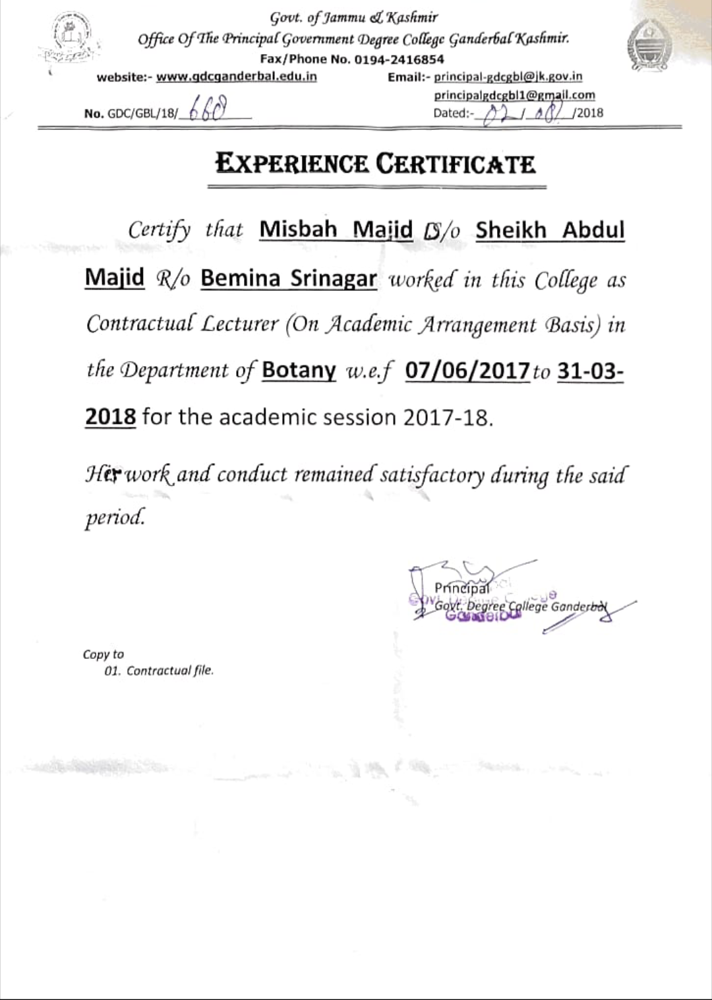 Govt. of Jammu & Kashmir
Office Of The Principal Government Degree College Ganderbal Kashmir.
Fax/Phone No. 0194-2416854
website:- www.gdcganderbal.edu.in Email:- principal-gdcgbl@jk.gov.in
principalgdcgbl1@gmail.com
No. GDC/GBL/18/ 660 Dated:- 02/08/2018
EXPERIENCE CERTIFICATE
Certify that Misbah Majid D/o Sheikh Abdul
Majid R/o Bemina Srinagar worked in this College as
Contractual Lecturer (On Academic Arrangement Basis) in
the Department of Botany w.e.f 07/06/2017 to 31-03-
2018 for the academic session 2017-18.
Her work and conduct remained satisfactory during the said
period.
Principal
Govt. Degree College Ganderbal
Govt Degree College
Ganderbal
Copy to
01. Contractual file.